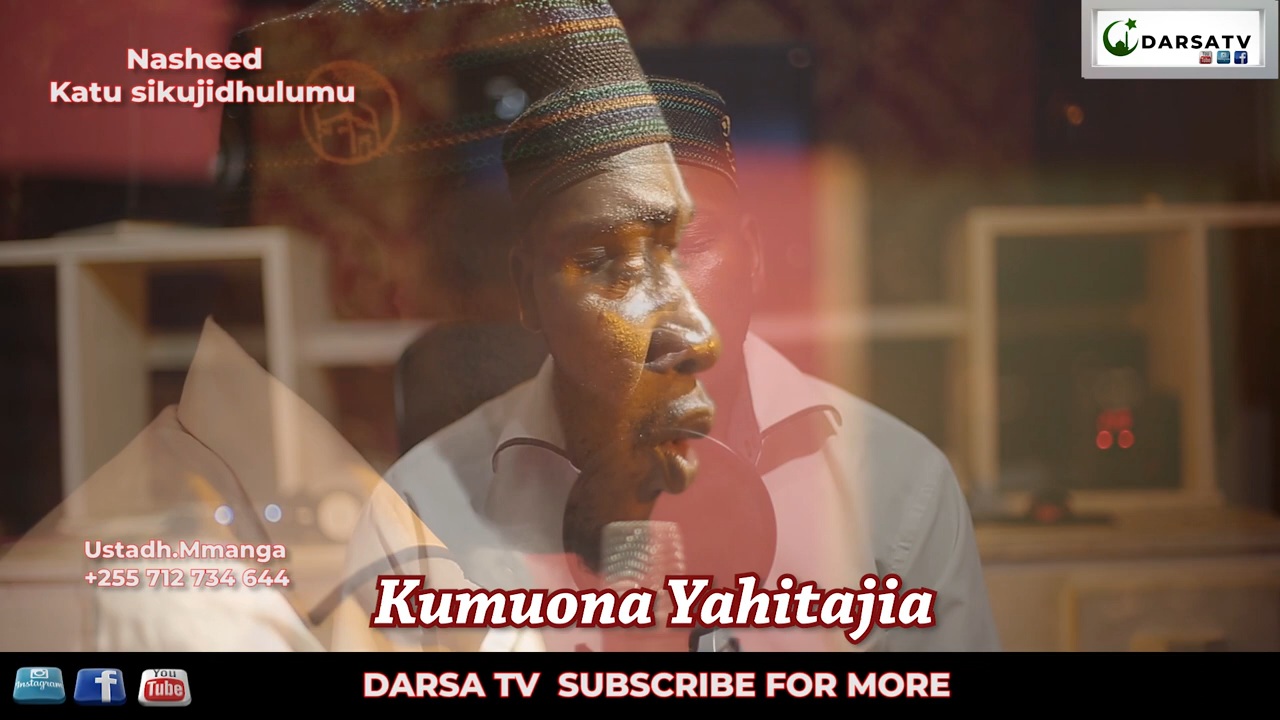 Nasheed
Katu sikujidhulumu
DARSATV
Ustadh.Mmanga
+255 712 734 644
Kumuona Yahitajia
Instagram
You
Tube
DARSA TV SUBSCRIBE FOR MORE